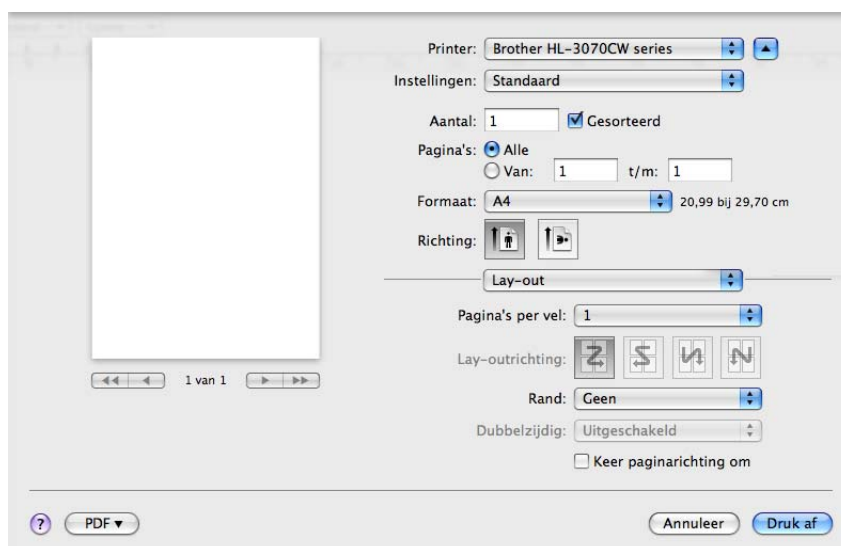 Printer: Brother HL-3070CW series
Instellingen: Standaard
Aantal: 1 Gesorteerd
Pagina's: Alle
Van: 1 t/m: 1
Formaat: A4 20,99 bij 29,70 cm
Richting:
Lay-out
Pagina's per vel: 1
Lay-outrichting:
Rand: Geen
Dubbelzijdig: Uitgeschakeld
Keer paginarichting om
1 van 1
? PDF Annuleer Druk af